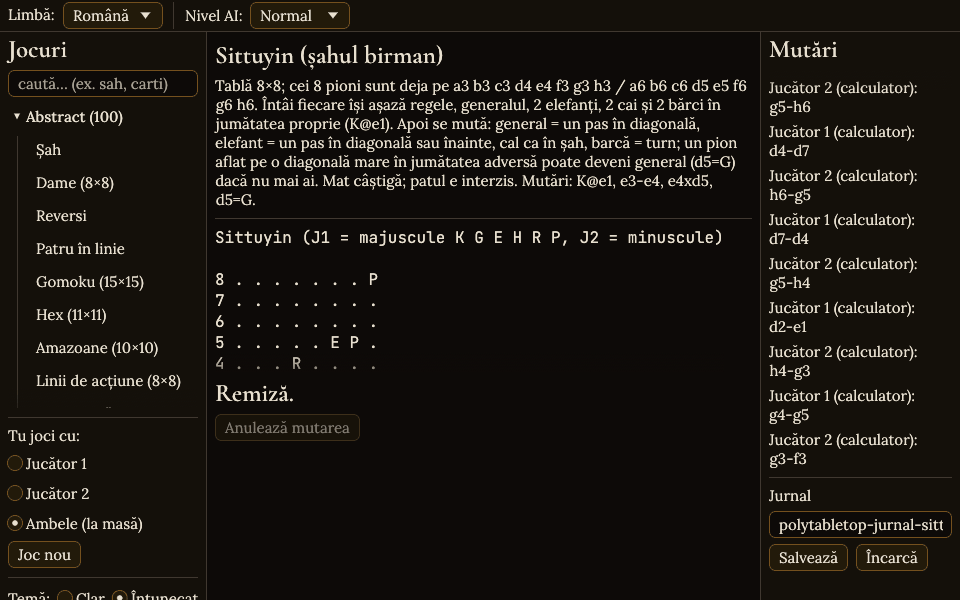 Limbă: Română ▼ Nivel AI: Normal ▼
Jocuri
caută... (ex. sah, carti)
▼ Abstract (100)
Șah
Dame (8×8)
Reversi
Patru în linie
Gomoku (15×15)
Hex (11×11)
Amazoane (10×10)
Linii de acțiune (8×8)
Tu joci cu:
Jucător 1
Jucător 2
Ambele (la masă)
Joc nou
Temă: Clar Întunecat
Sittuyin (șahul birman)
Tablă 8×8; cei 8 pioni sunt deja pe a3 b3 c3 d4 e4 f3 g3 h3 / a6 b6 c6 d5 e5 f6
g6 h6. Întâi fiecare își așază regele, generalul, 2 elefanți, 2 cai și 2 bărci în
jumătatea proprie (K@e1). Apoi se mută: general = un pas în diagonală,
elefant = un pas în diagonală sau înainte, cal ca în șah, barcă = turn; un pion
aflat pe o diagonală mare în jumătatea adversă poate deveni general (d5=G)
dacă nu mai ai. Mat câștigă; patul e interzis. Mutări: K@e1, e3-e4, e4xd5,
d5=G.
Sittuyin (J1 = majuscule K G E H R P, J2 = minuscule)
8 . . . . . . . P
7 . . . . . . . .
6 . . . . . . . .
5 . . . . . E P .
4 . . . R . . . .
Remiză.
Anulează mutarea
Mutări
Jucător 2 (calculator):
g5-h6
Jucător 1 (calculator):
d4-d7
Jucător 2 (calculator):
h6-g5
Jucător 1 (calculator):
d7-d4
Jucător 2 (calculator):
g5-h4
Jucător 1 (calculator):
d2-e1
Jucător 2 (calculator):
h4-g3
Jucător 1 (calculator):
g4-g5
Jucător 2 (calculator):
g3-f3
Jurnal
polytabletop-jurnal-sitt
Salvează Încarcă